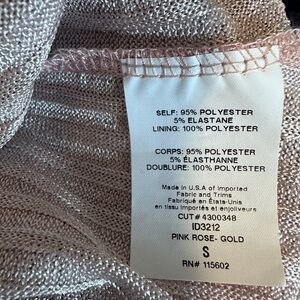 SELF: 95% POLYESTER
5% ELASTANE
LINING: 100% POLYESTER
CORPS: 95% POLYESTER
5% ÉLASTHANNE
DOUBLURE: 100% POLYESTER
Made in U.S.A of Imported
Fabric and Trims
Fabriqué en États-Unis
en tissu importés et enjoliveurs
CUT# 4300348
ID3212
PINK ROSE- GOLD
S
RN# 115602